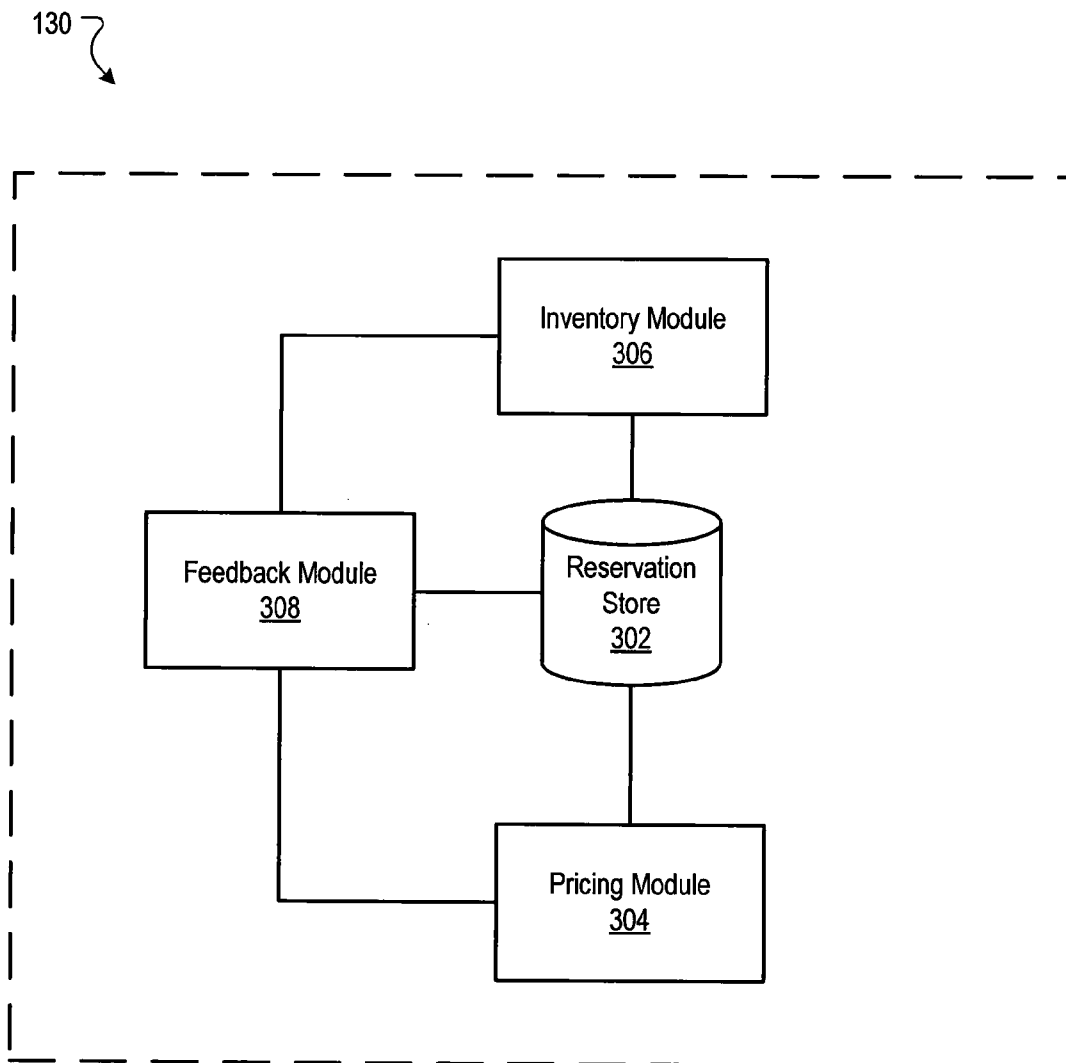 130
Inventory Module
306
Feedback Module
308
Reservation
Store
302
Pricing Module
304